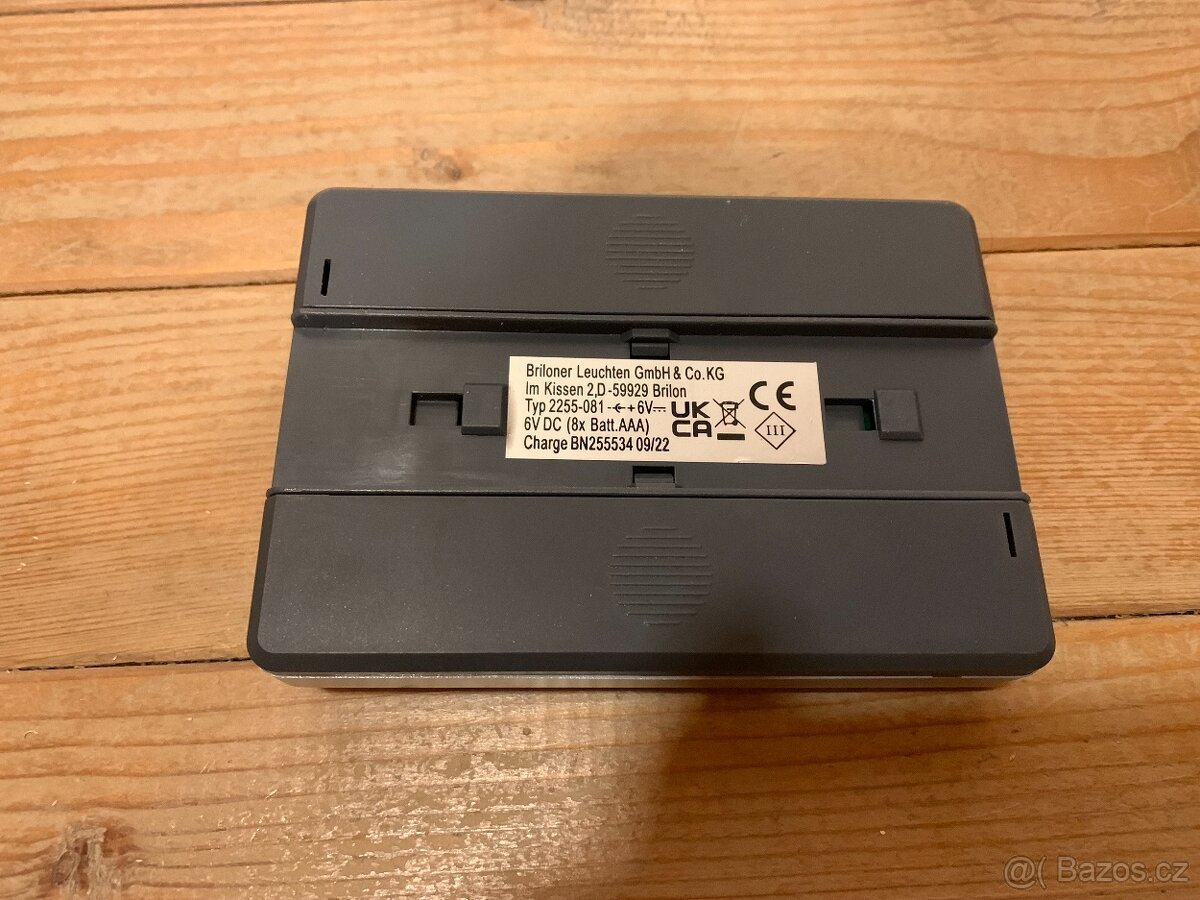 Briloner Leuchten GmbH & Co.KG
Im Kissen 2,D-59929 Brilon
Typ 2255-081 -€-+6V⎓
6V DC (8x Batt.AAA)
Charge BN255534 09/22
UK
CA
CE
III
@( Bazos.cz